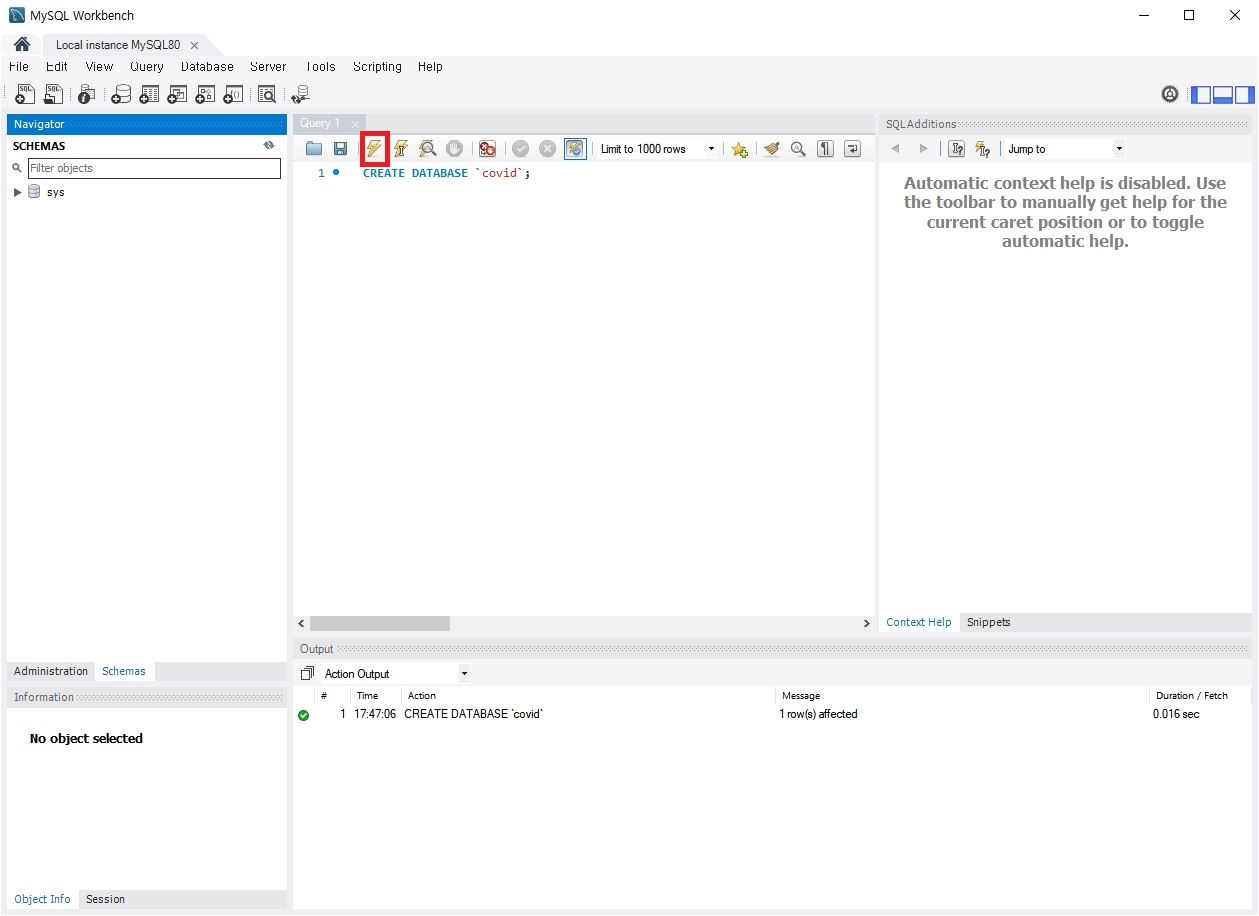 MySQL Workbench
Local instance MySQL80
File Edit View Query Database Server Tools Scripting Help
SQL SQL
Navigator
SCHEMAS
Filter objects
sys
Administration Schemas
Information
No object selected
Object Info Session
Query 1
Limit to 1000 rows
1 CREATE DATABASE `covid`;
SQLAdditions
Jump to
Automatic context help is disabled. Use
the toolbar to manually get help for the
current caret position or to toggle
automatic help.
Context Help Snippets
Output
Action Output
# Time Action Message Duration / Fetch
1 17:47:06 CREATE DATABASE `covid` 1 row(s) affected 0.016 sec